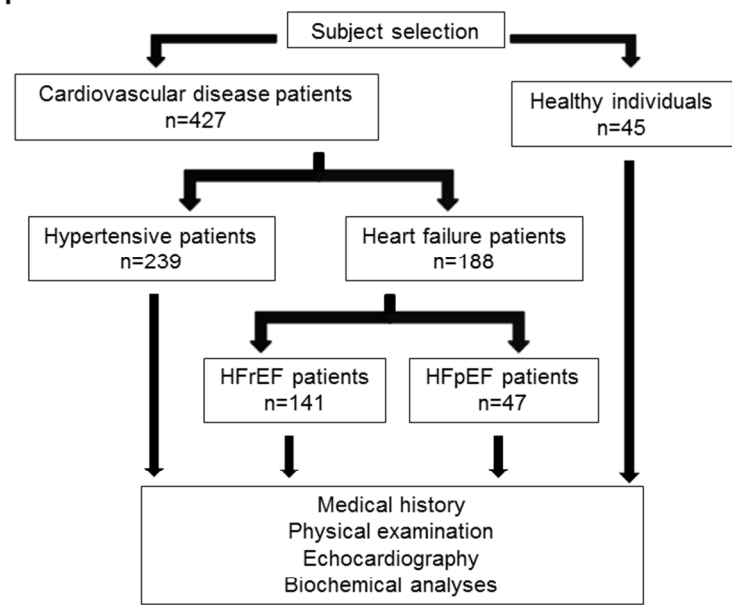 Subject selection
Cardiovascular disease patients
n=427
Healthy individuals
n=45
Hypertensive patients
n=239
Heart failure patients
n=188
HFrEF patients
n=141
HFpEF patients
n=47
Medical history
Physical examination
Echocardiography
Biochemical analyses